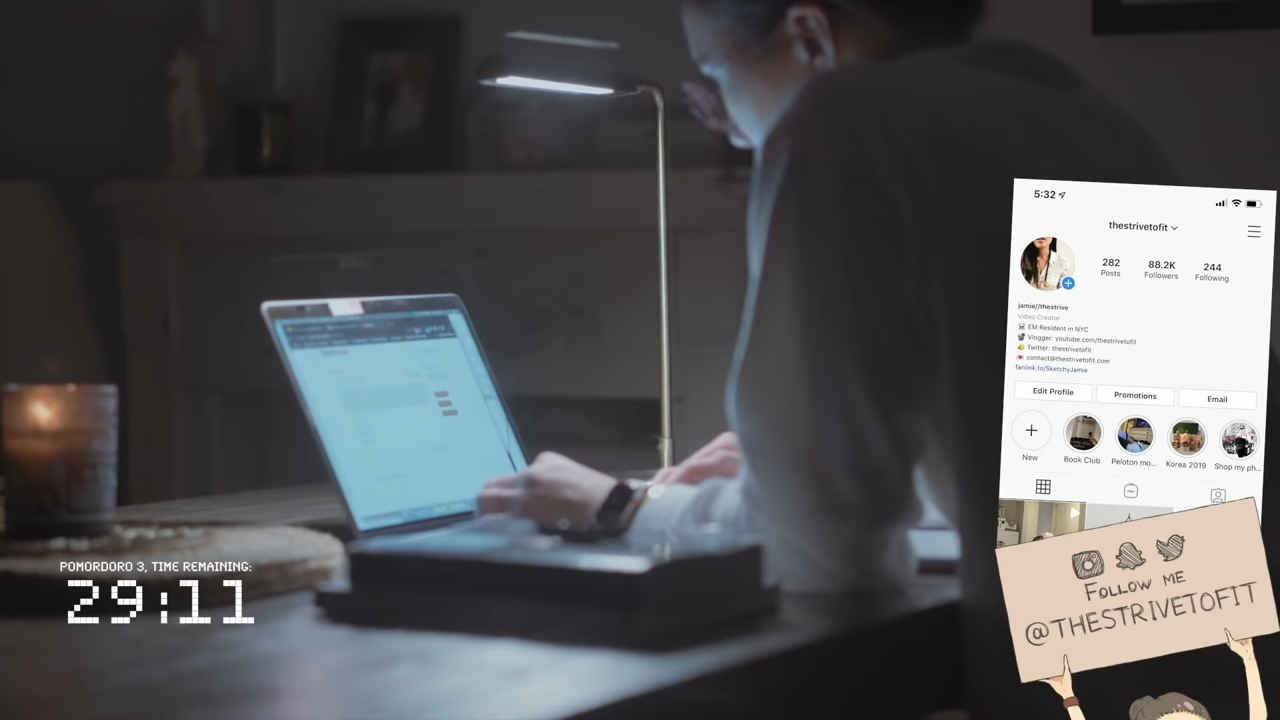 5:32
thestrivetofit
282 88.2K 244
Posts Followers Following
jamie//thestrive
Video Creator
EM Resident in NYC
Vlogger: youtube.com/thestrivetofit
Twitter: thestrivetofit
contact@thestrivetofit.com
fanlink.to/SketchyJamie
Edit Profile Promotions Email
New Book Club Peloton mo... Korea 2019 Shop my ph...
FOLLOW ME
@THESTRIVETOFIT
POMORDORO 3, TIME REMAINING:
29:11